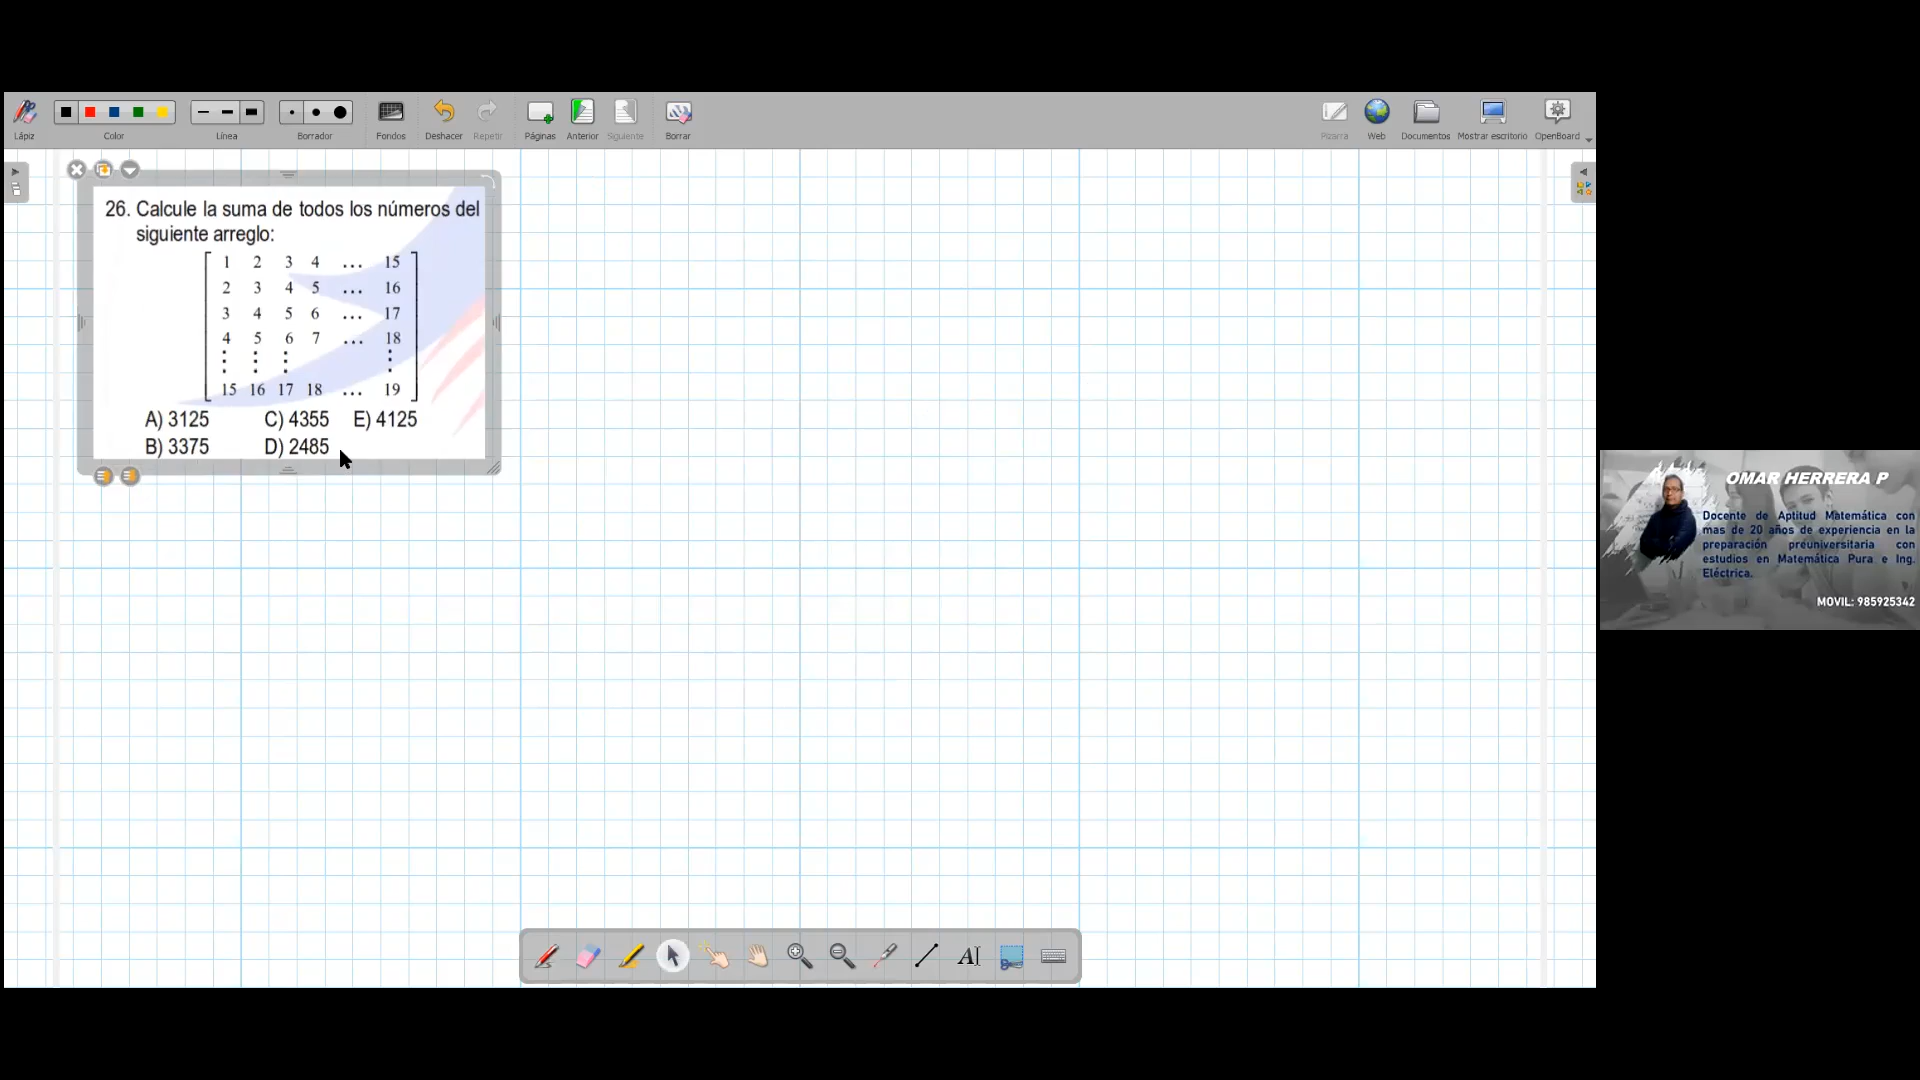 Lápiz
Color
Línea
Borrador
Fondos
Deshacer
Repetir
Páginas
Anterior
Siguiente
Borrar
Pizarra
Web
Documentos
Mostrar escritorio
OpenBoard
26. Calcule la suma de todos los números del
siguiente arreglo:
1 2 3 4 ... 15
2 3 4 5 ... 16
3 4 5 6 ... 17
4 5 6 7 ... 18
⋮ ⋮ ⋮ ⋮
15 16 17 18 ... 19
A) 3125 C) 4355 E) 4125
B) 3375 D) 2485
OMAR HERRERA P
Docente de Aptitud Matemática con
mas de 20 años de experiencia en la
preparación preuniversitaria con
estudios en Matemática Pura e Ing.
Eléctrica.
MOVIL: 985925342